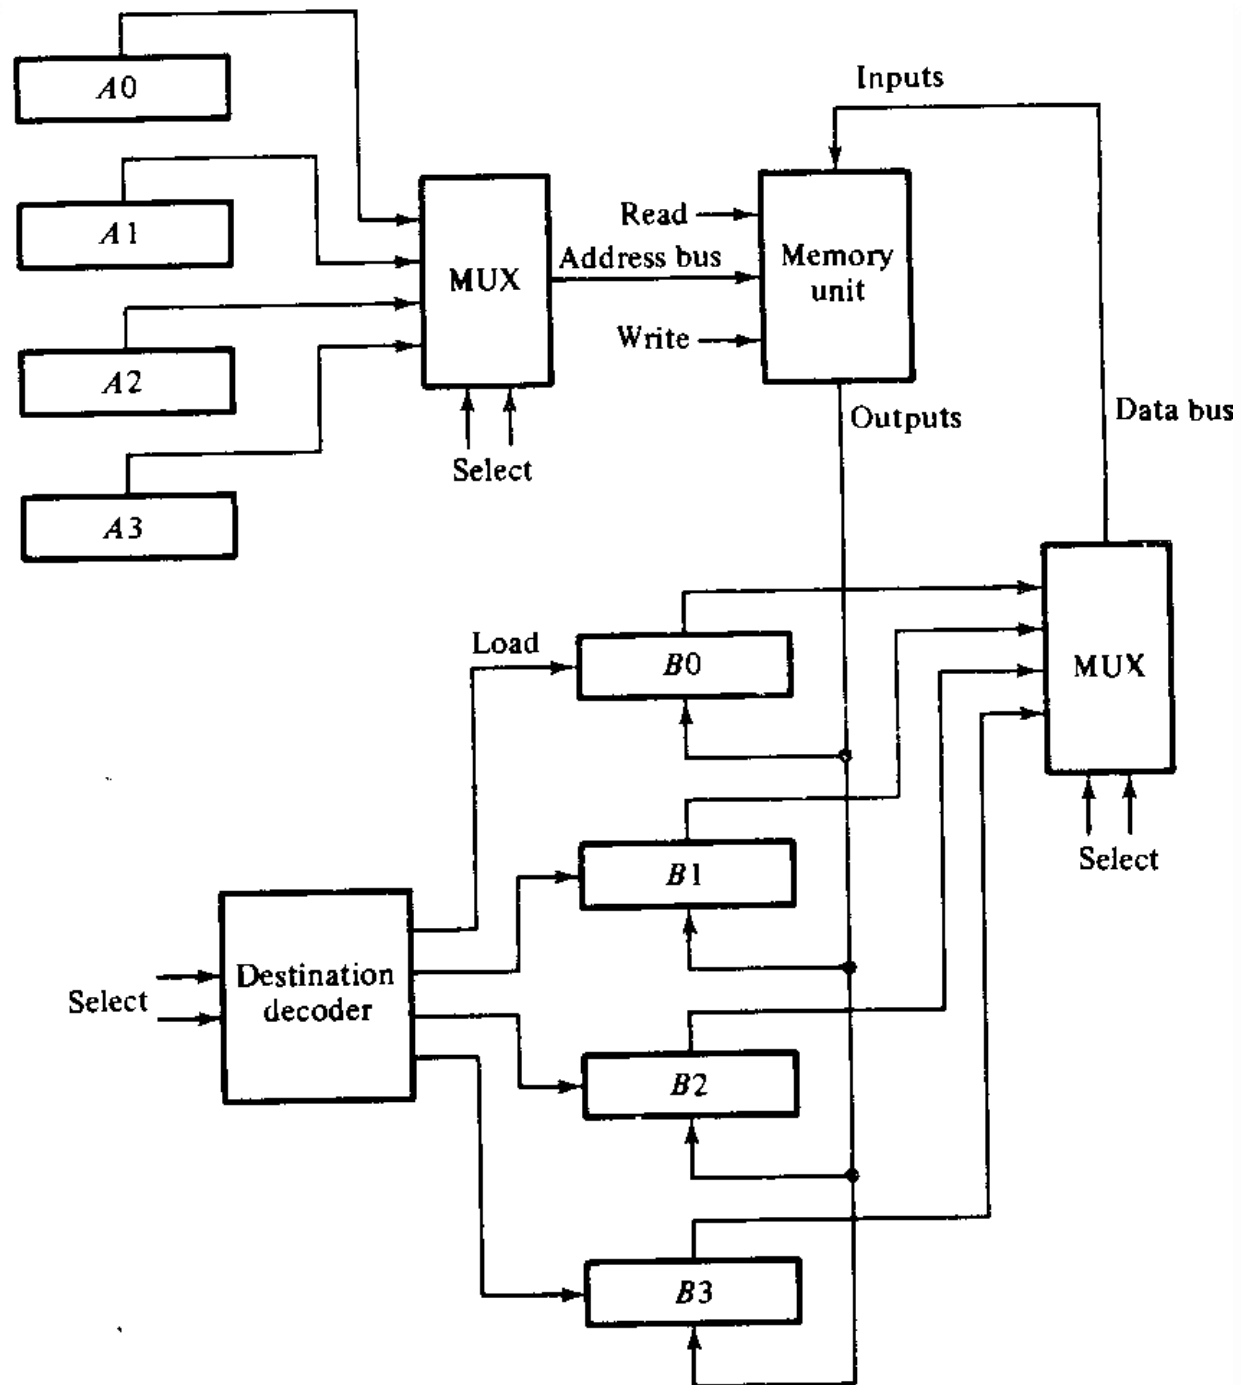 A0
Inputs
A1
Read
MUX
Address bus
Memory
unit
Write
A2
Outputs
Data bus
Select
A3
Load
B0
MUX
B1
Select
Destination
decoder
Select
B2
B3